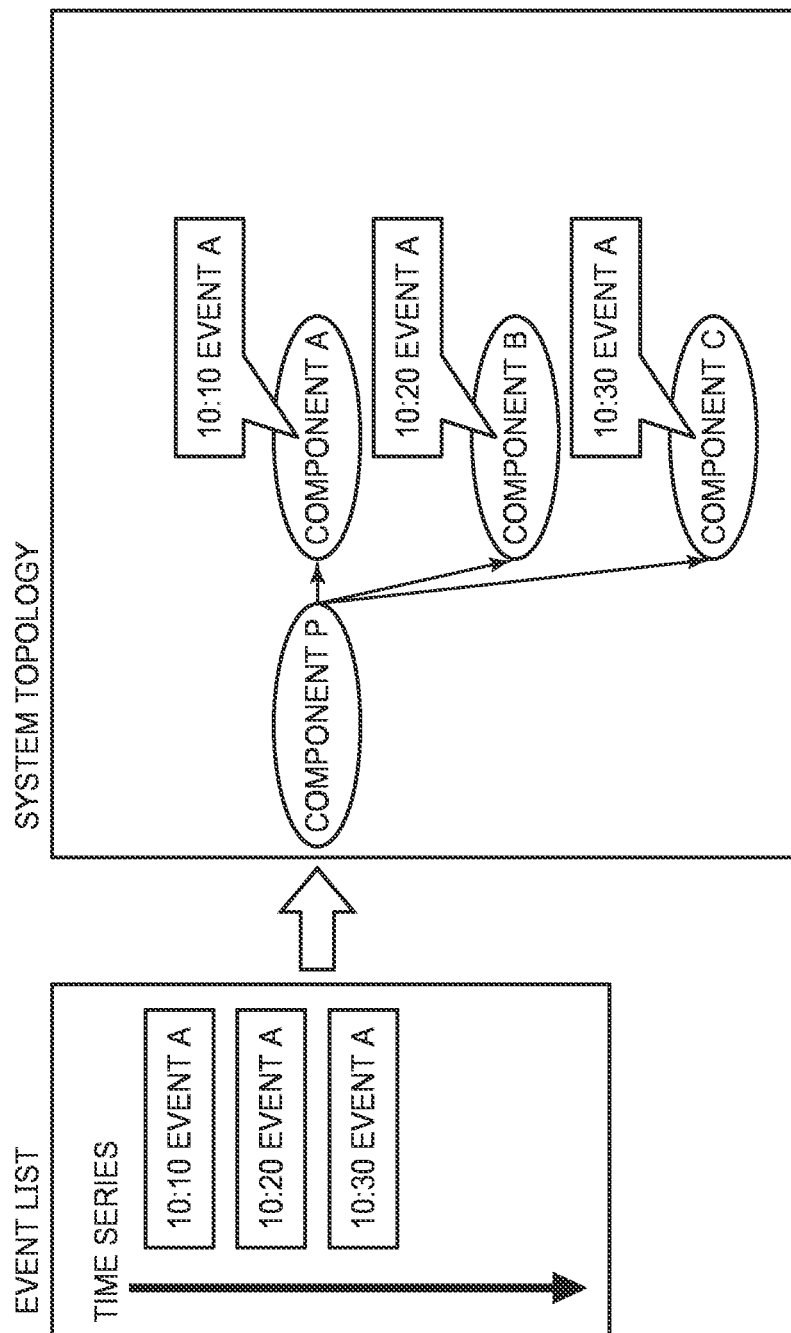 EVENT LIST
TIME SERIES
10:10 EVENT A
10:20 EVENT A
10:30 EVENT A
SYSTEM TOPOLOGY
COMPONENT P
10:10 EVENT A
COMPONENT A
10:20 EVENT A
COMPONENT B
10:30 EVENT A
COMPONENT C